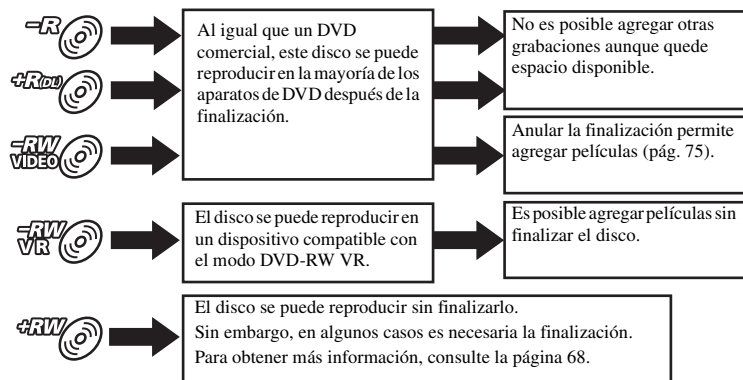 -R
Al igual que un DVD
comercial, este disco se puede
reproducir en la mayoría de los
aparatos de DVD después de la
finalización.
No es posible agregar otras
grabaciones aunque quede
espacio disponible.
+R(DL)
-RW
VIDEO
Anular la finalización permite
agregar películas (pág. 75).
-RW
VR
El disco se puede reproducir en
un dispositivo compatible con
el modo DVD-RW VR.
Es posible agregar películas sin
finalizar el disco.
+RW
El disco se puede reproducir sin finalizarlo.
Sin embargo, en algunos casos es necesaria la finalización.
Para obtener más información, consulte la página 68.